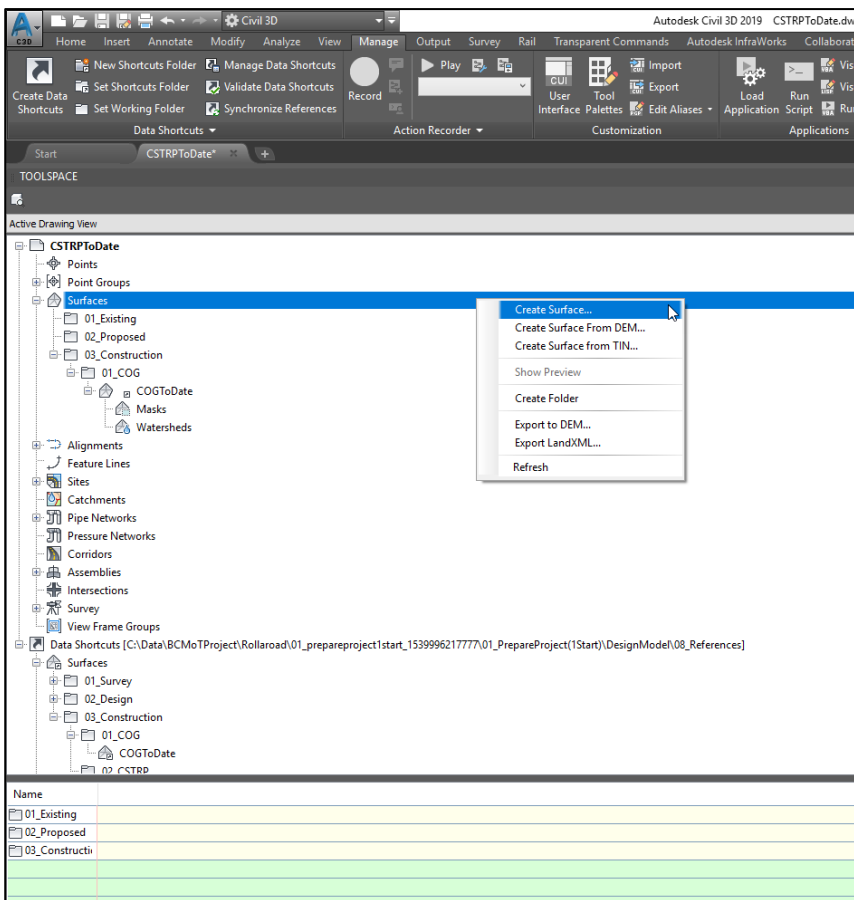 Civil 3D
Autodesk Civil 3D 2019 CSTRPToDate.dw
C3D
Home Insert Annotate Modify Analyze View Manage Output Survey Rail Transparent Commands Autodesk InfraWorks Collaborat
New Shortcuts Folder Manage Data Shortcuts Play Import Vis
Set Shortcuts Folder Validate Data Shortcuts CUI Export Vis
Create Data Shortcuts
Set Working Folder Synchronize References Record User Interface Tool Palettes Edit Aliases Load Application Run Script Ru
Data Shortcuts Action Recorder Customization Applications
Start CSTRPToDate*
TOOLSPACE
Active Drawing View
CSTRPToDate
Points
Point Groups
Surfaces
Create Surface...
01_Existing
Create Surface From DEM...
02_Proposed
Create Surface from TIN...
03_Construction
01_COG
Show Preview
COGToDate
Create Folder
Masks
Watersheds
Export to DEM...
Alignments
Export LandXML...
Feature Lines
Refresh
Sites
Catchments
Pipe Networks
Pressure Networks
Corridors
Assemblies
Intersections
Survey
View Frame Groups
Data Shortcuts [C:\Data\BCMoTProject\Rollaroad\01_prepareproject1start_1539996217777\01_PrepareProject(1Start)\DesignModel\08_References]
Surfaces
01_Survey
02_Design
03_Construction
01_COG
COGToDate
02_CSTRP
Name
01_Existing
02_Proposed
03_Constructi